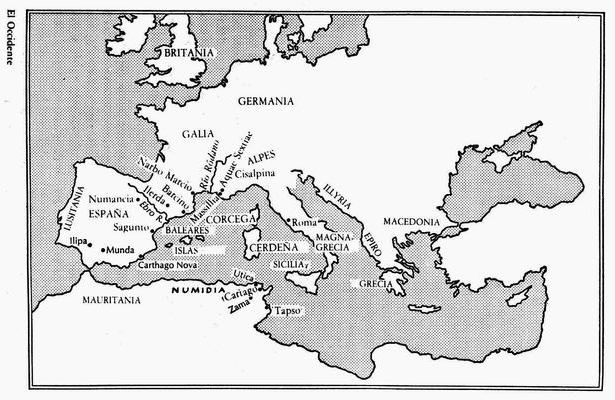 El Occidente
BRITANIA
GERMANIA
GALIA
Río Ródano
Aquae Sextiae
ALPES
Cisalpina
Narbo Marcio
Barcino
Ilerda
Ebro R.
Massilia
Numancia
ESPAÑA
LUSITANIA
Sagunto
BALEARES
ISLAS
Ilipa
Munda
Carthago Nova
CORCEGA
CERDEÑA
Roma
ILLYRIA
MAGNA-
GRECIA
SICILIA
MACEDONIA
EPIRO
GRECIA
MAURITANIA
NUMIDIA
Utica
Cartago
Zama
Tapso